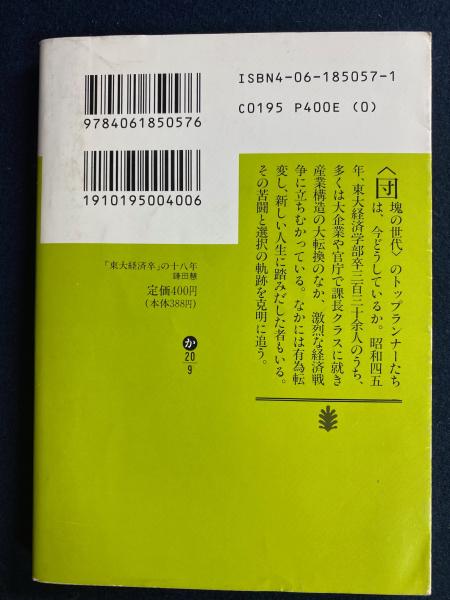 ISBN4-06-185057-1
C0195 P400E (0)
9784061850576
1910195004006
〈団塊の世代〉のトップランナーたち
は、今どうしているか。昭和四五
年、東大経済学部卒三百三十余人のうち、
多くは大企業や官庁で課長クラスに就き
産業構造の大転換のなか、激烈な経済戦
争に立ちむかっている。なかには有為転
変し、新しい人生に踏みだした者もいる。
その苦闘と選択の軌跡を克明に追う。
「東大経済卒」の十八年
鎌田慧
定価400円
(本体388円)
か
20
9